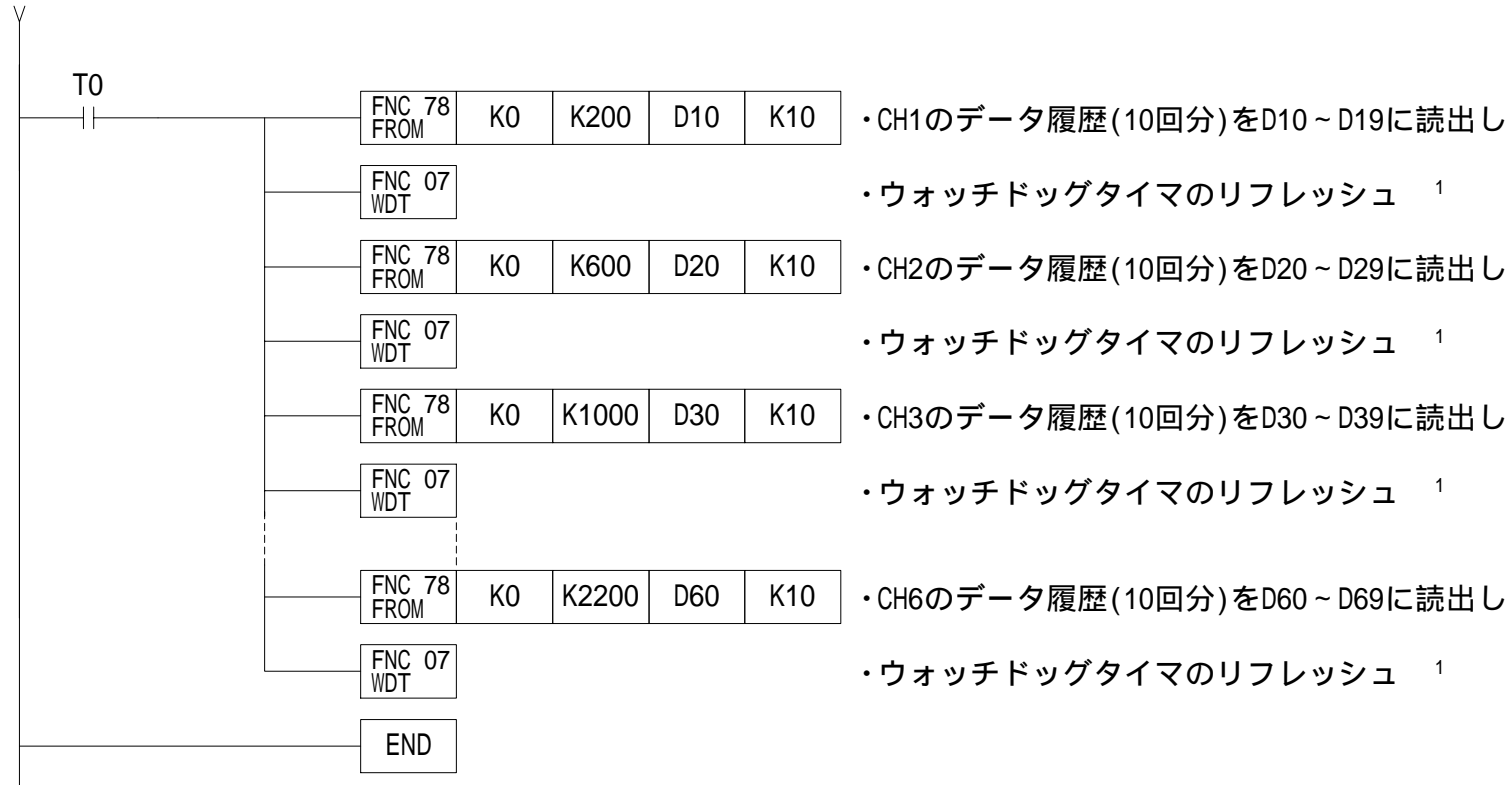 T0
FNC 78 FROM K0 K200 D10 K10 ・CH1のデータ履歴(10回分)をD10~D19に読出し
FNC 07 WDT ・ウォッチドッグタイマのリフレッシュ 1
FNC 78 FROM K0 K600 D20 K10 ・CH2のデータ履歴(10回分)をD20~D29に読出し
FNC 07 WDT ・ウォッチドッグタイマのリフレッシュ 1
FNC 78 FROM K0 K1000 D30 K10 ・CH3のデータ履歴(10回分)をD30~D39に読出し
FNC 07 WDT ・ウォッチドッグタイマのリフレッシュ 1
FNC 78 FROM K0 K2200 D60 K10 ・CH6のデータ履歴(10回分)をD60~D69に読出し
FNC 07 WDT ・ウォッチドッグタイマのリフレッシュ 1
END